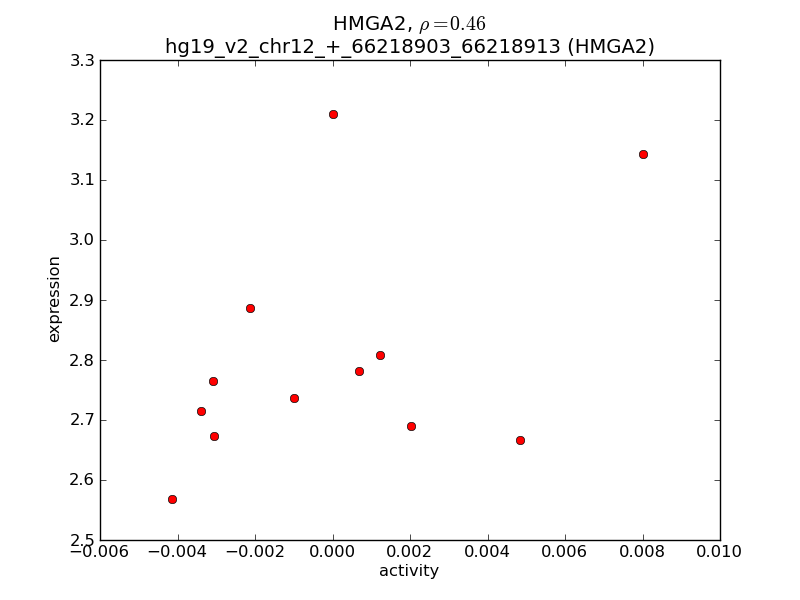 HMGA2, ρ = 0.46
hg19_v2_chr12_+_66218903_66218913 (HMGA2)
3.3
3.2
3.1
3.0
2.9
2.8
2.7
2.6
2.5
expression
−0.006 −0.004 −0.002 0.000 0.002 0.004 0.006 0.008 0.010
activity